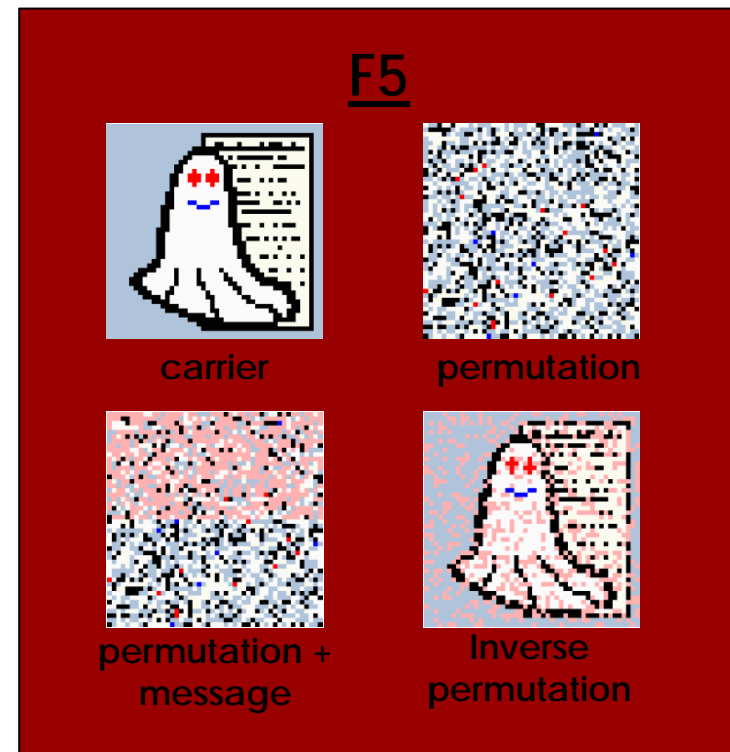 F5
carrier
permutation
permutation +
message
Inverse
permutation